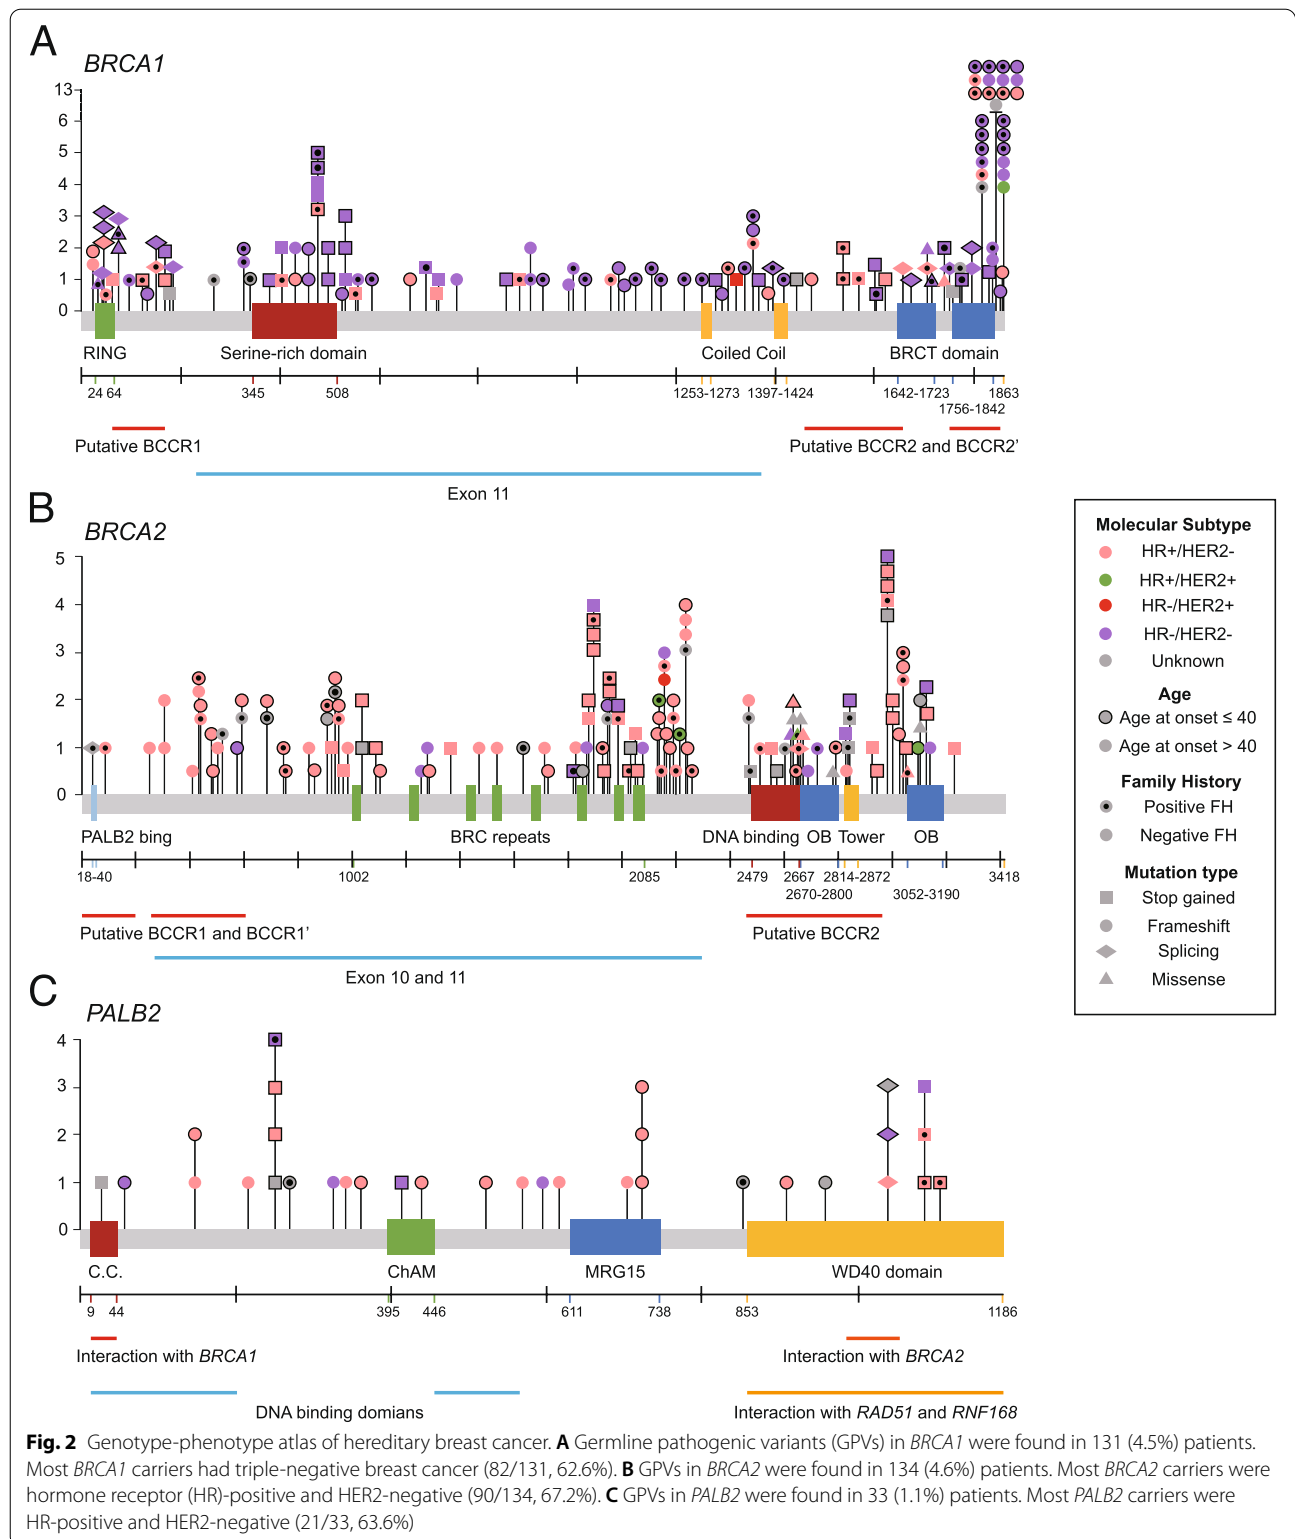 A
BRCA1
13
6
5
4
3
2
1
0
RING Serine-rich domain Coiled Coil BRCT domain
24 64 345 508 1253-1273 1397-1424 1642-1723 1863
1756-1842
Putative BCCR1 Putative BCCR2 and BCCR2’
Exon 11
B
BRCA2
5
4
3
2
1
0
PALB2 bing BRC repeats DNA binding OB Tower OB
18-40 1002 2085 2479 2667 2814-2872 3418
2670-2800 3052-3190
Putative BCCR1 and BCCR1’ Putative BCCR2
Exon 10 and 11
Molecular Subtype
HR+/HER2-
HR+/HER2+
HR-/HER2+
HR-/HER2-
Unknown
Age
Age at onset ≤ 40
Age at onset > 40
Family History
Positive FH
Negative FH
Mutation type
Stop gained
Frameshift
Splicing
Missense
C
PALB2
4
3
2
1
0
C.C. ChAM MRG15 WD40 domain
9 44 395 446 611 738 853 1186
Interaction with BRCA1 Interaction with BRCA2
DNA binding domians Interaction with RAD51 and RNF168
Fig. 2 Genotype-phenotype atlas of hereditary breast cancer. A Germline pathogenic variants (GPVs) in BRCA1 were found in 131 (4.5%) patients.
Most BRCA1 carriers had triple-negative breast cancer (82/131, 62.6%). B GPVs in BRCA2 were found in 134 (4.6%) patients. Most BRCA2 carriers were
hormone receptor (HR)-positive and HER2-negative (90/134, 67.2%). C GPVs in PALB2 were found in 33 (1.1%) patients. Most PALB2 carriers were
HR-positive and HER2-negative (21/33, 63.6%)